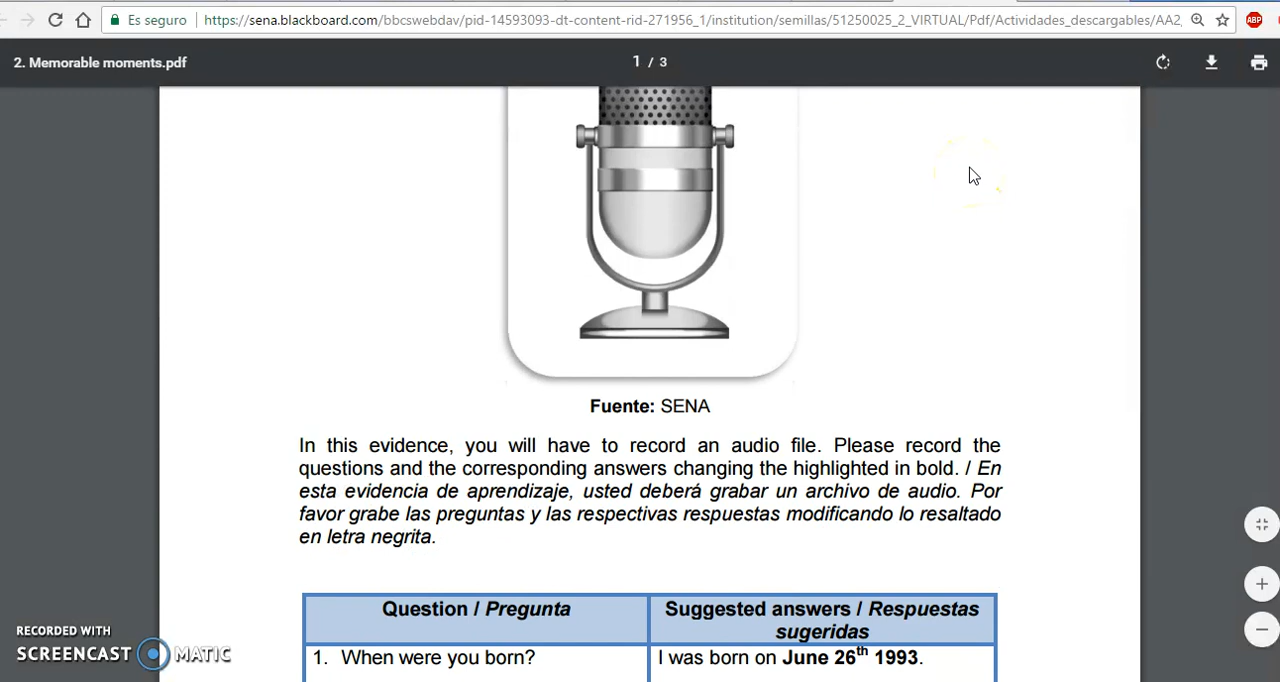 Es seguro
https://sena.blackboard.com/bbcswebdav/pid-14593093-dt-content-rid-271956_1/institution/semillas/51250025_2_VIRTUAL/Pdf/Actividades_descargables/AA2_
ABP
2. Memorable moments.pdf
1 / 3
Fuente: SENA
In this evidence, you will have to record an audio file. Please record the
questions and the corresponding answers changing the highlighted in bold. / En
esta evidencia de aprendizaje, usted deberá grabar un archivo de audio. Por
favor grabe las preguntas y las respectivas respuestas modificando lo resaltado
en letra negrita.
Question / Pregunta
Suggested answers / Respuestas
sugeridas
1. When were you born?
I was born on June 26th 1993.
RECORDED WITH
SCREENCAST MATIC